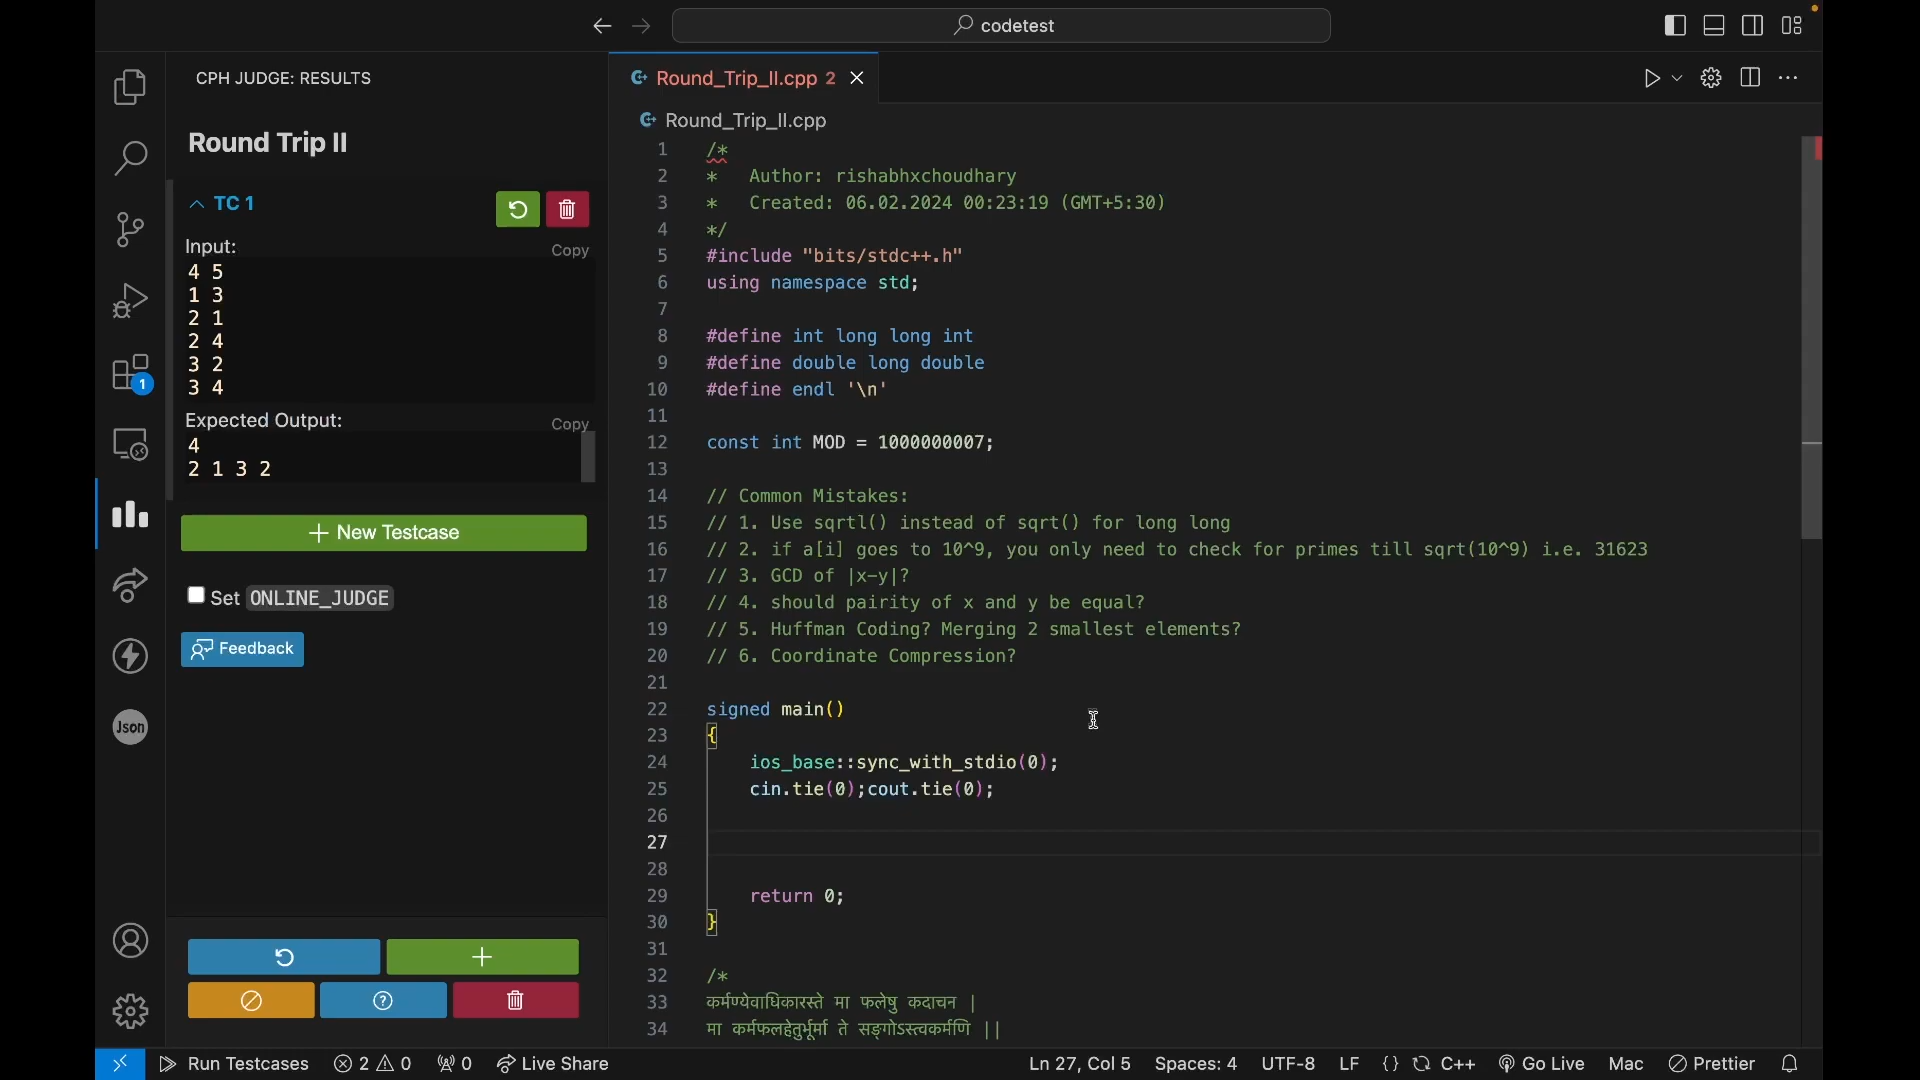 codetest
CPH JUDGE: RESULTS
Round Trip II
TC 1
Input:
Copy
4 5
1 3
2 1
2 4
3 2
3 4
Expected Output:
Copy
4
2 1 3 2
New Testcase
Set ONLINE_JUDGE
Feedback
1
Json
Round_Trip_II.cpp 2
Round_Trip_II.cpp
1 /*
2 * Author: rishabhxchoudhary
3 * Created: 06.02.2024 00:23:19 (GMT+5:30)
4 */
5 #include "bits/stdc++.h"
6 using namespace std;
7
8 #define int long long int
9 #define double long double
10 #define endl '\n'
11
12 const int MOD = 1000000007;
13
14 // Common Mistakes:
15 // 1. Use sqrtl() instead of sqrt() for long long
16 // 2. if a[i] goes to 10^9, you only need to check for primes till sqrt(10^9) i.e. 31623
17 // 3. GCD of |x-y|?
18 // 4. should pairity of x and y be equal?
19 // 5. Huffman Coding? Merging 2 smallest elements?
20 // 6. Coordinate Compression?
21
22 signed main()
23 {
24 ios_base::sync_with_stdio(0);
25 cin.tie(0);cout.tie(0);
26
27
28
29 return 0;
30 }
31
32 /*
33 कर्मण्येवाधिकारस्ते मा फलेषु कदाचन |
34 मा कर्मफलहेतुर्भूर्मा ते सङ्गोऽस्त्वकर्मणि ||
Run Testcases 2 0 0 Live Share Ln 27, Col 5 Spaces: 4 UTF-8 LF {} C++ Go Live Mac Prettier